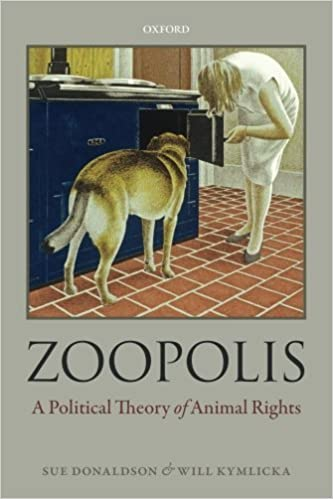 OXFORD
ZOOPOLIS
A Political Theory of Animal Rights
SUE DONALDSON & WILL KYMLICKA